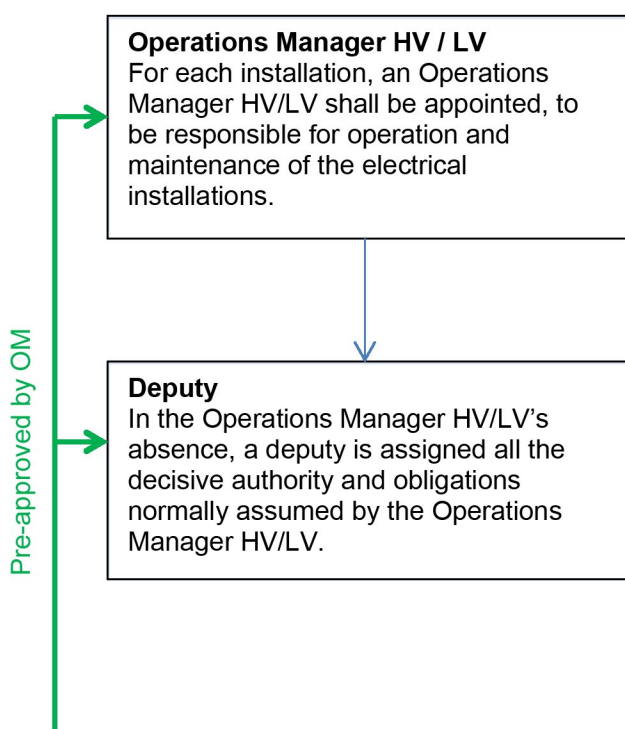 Operations Manager HV / LV
For each installation, an Operations
Manager HV/LV shall be appointed, to
be responsible for operation and
maintenance of the electrical
installations.
Pre-approved by OM
Deputy
In the Operations Manager HV/LV’s
absence, a deputy is assigned all the
decisive authority and obligations
normally assumed by the Operations
Manager HV/LV.